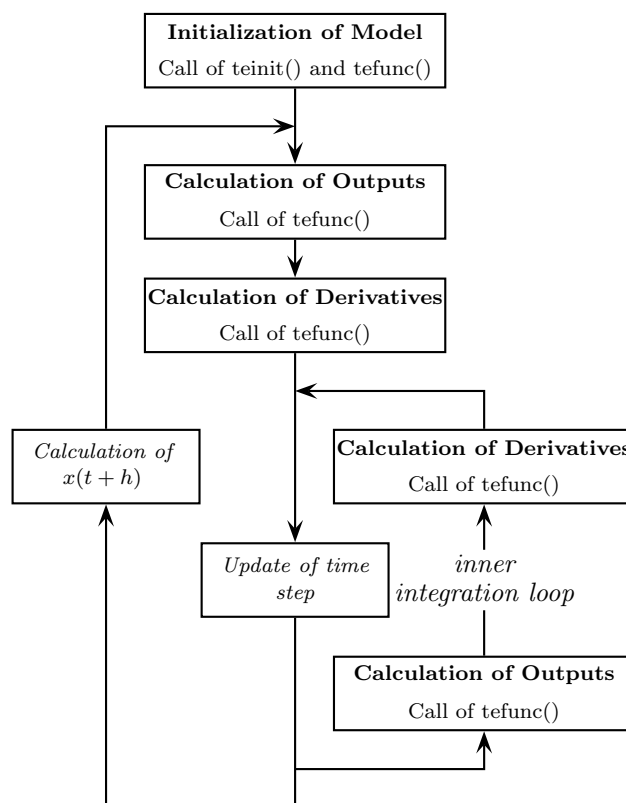 Initialization of Model
Call of teinit() and tefunc()
Calculation of Outputs
Call of tefunc()
Calculation of Derivatives
Call of tefunc()
Calculation of
x(t + h)
Calculation of Derivatives
Call of tefunc()
Update of time
step
inner
integration loop
Calculation of Outputs
Call of tefunc()